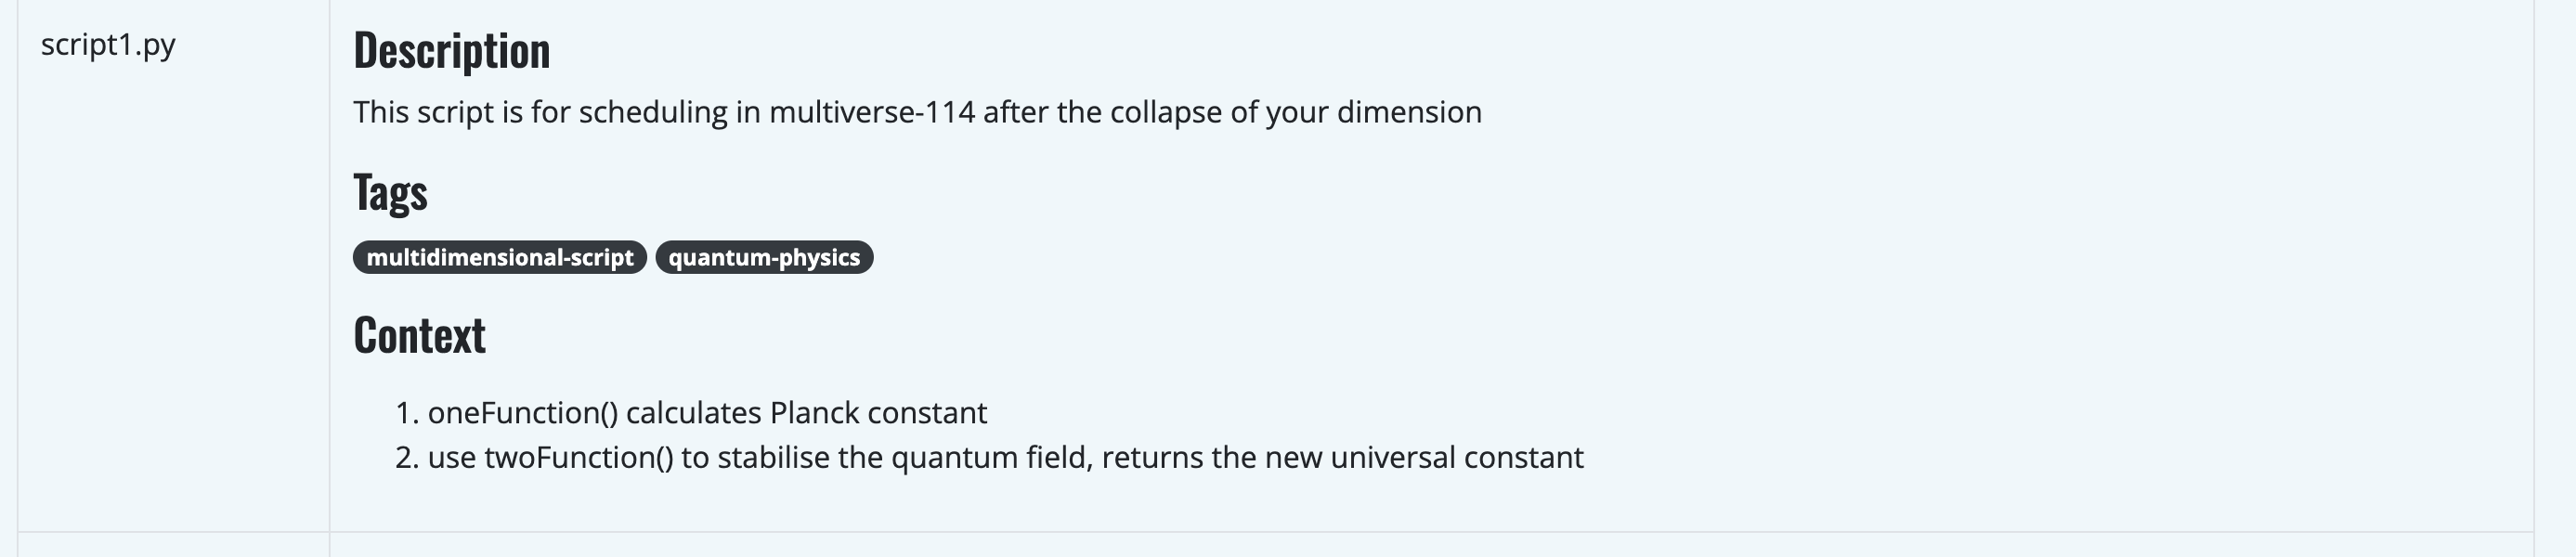 script1.py
Description
This script is for scheduling in multiverse-114 after the collapse of your dimension
Tags
multidimensional-script quantum-physics
Context
1. oneFunction() calculates Planck constant
2. use twoFunction() to stabilise the quantum field, returns the new universal constant